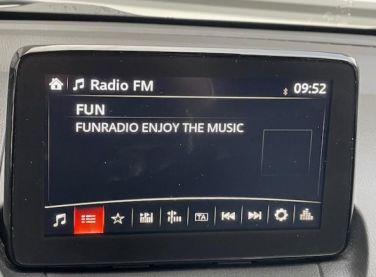 Radio FM 09:52
FUN
FUNRADIO ENJOY THE MUSIC
TA